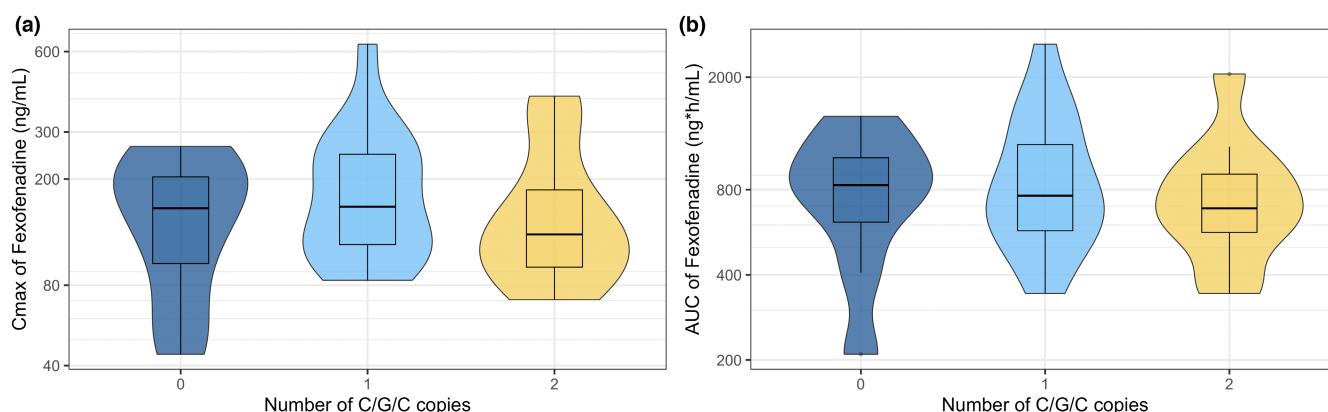 (a)
Cmax of Fexofenadine (ng/mL)
600
300
200
80
40
0 1 2
Number of C/G/C copies
(b)
AUC of Fexofenadine (ng*h/mL)
2000
800
400
200
0 1 2
Number of C/G/C copies